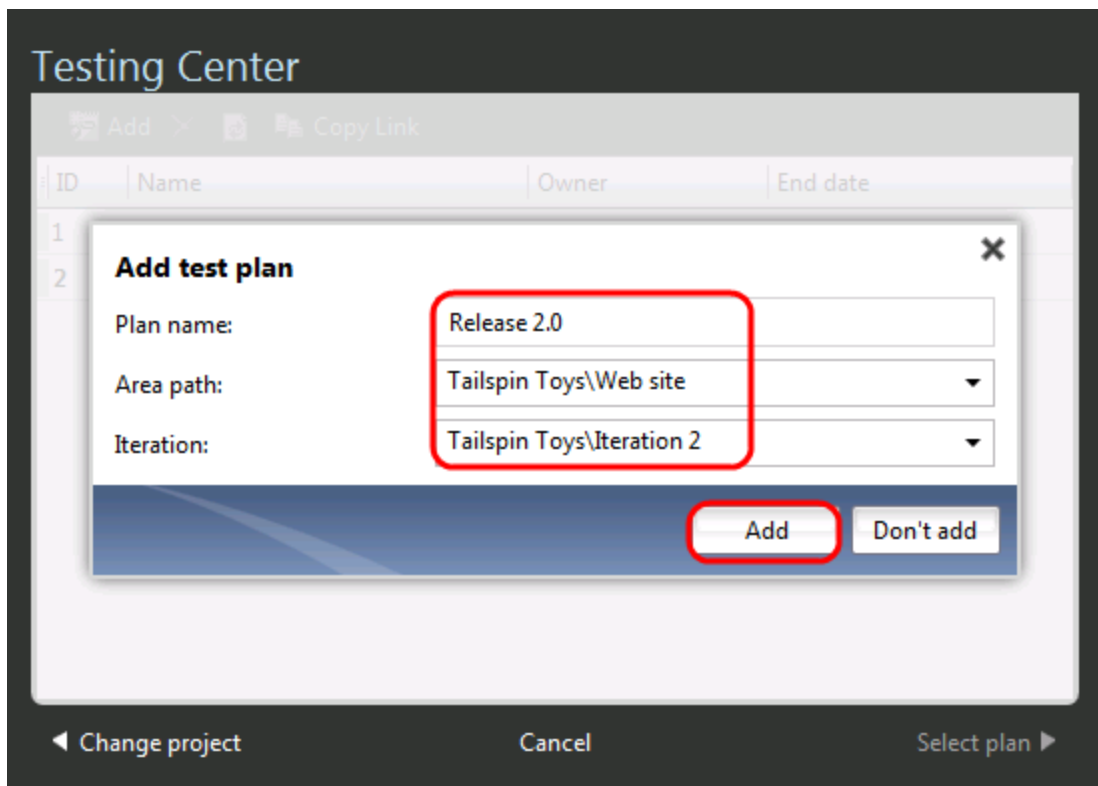 Testing Center
Add Copy Link
ID Name Owner End date
1
2
Add test plan
Plan name: Release 2.0
Area path: Tailspin Toys\Web site
Iteration: Tailspin Toys\Iteration 2
Add Don't add
Change project Cancel Select plan